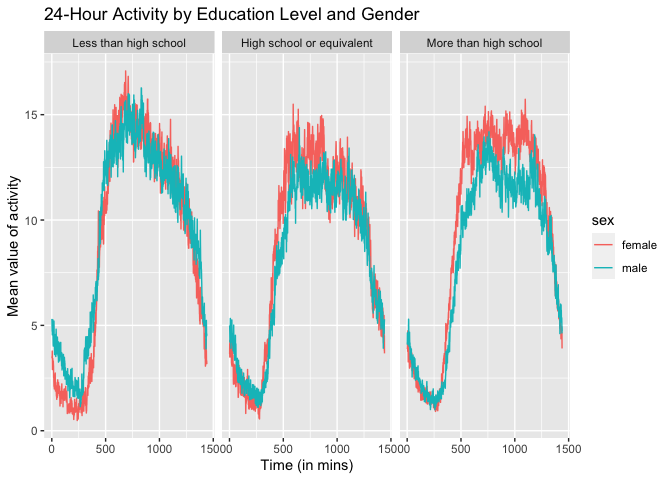 24-Hour Activity by Education Level and Gender
Less than high school
High school or equivalent
More than high school
Mean value of activity
15
10
5
0
0 500 1000 1500
0 500 1000 1500
0 500 1000 1500
Time (in mins)
sex
female
male